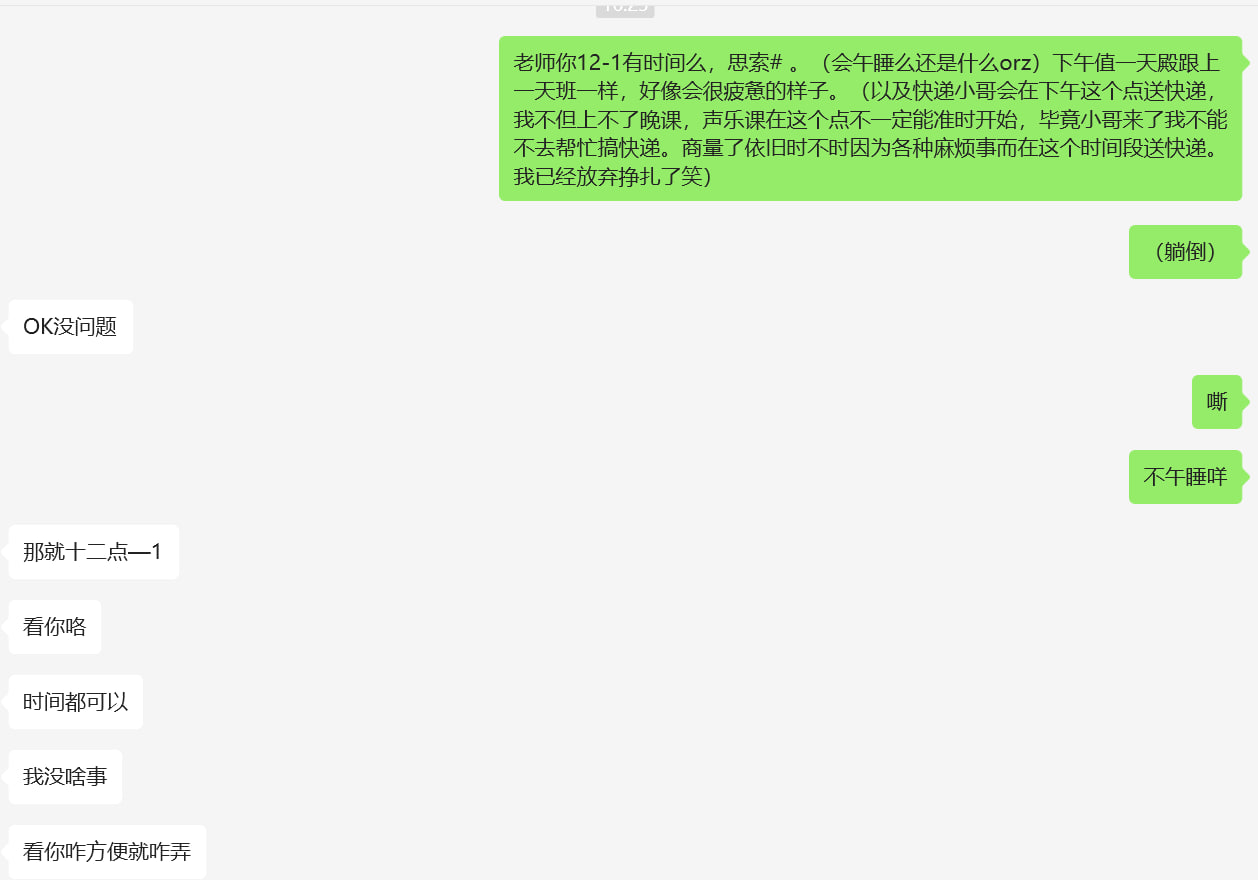 老师你12-1有时间么，思索# 。（会午睡么还是什么orz）下午值一天殿跟上
一天班一样，好像会很疲惫的样子。（以及快递小哥会在下午这个点送快递，
我不但上不了晚课，声乐课在这个点不一定能准时开始，毕竟小哥来了我不能
不去帮忙搞快递。商量了依旧时不时因为各种麻烦事而在这个时间段送快递。
我已经放弃挣扎了笑）
（躺倒）
OK没问题
嘶
不午睡咩
那就十二点—1
看你咯
时间都可以
我没啥事
看你咋方便就咋弄